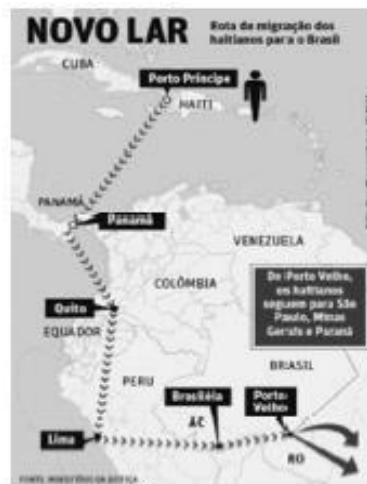 NOVO LAR
Rota de migração dos
haitianos para o Brasil
CUBA
Porto Príncipe
HAITI
PANAMÁ
Panamá
VENEZUELA
COLÔMBIA
De Porto Velho,
os haitianos
seguem para São
Paulo, Minas
Gerais e Paraná
Quito
EQUADOR
BRASIL
PERU
Brasiléia
Porto
Velho
AC
Lima
RO
FONTE: MINISTÉRIO DA JUSTIÇA